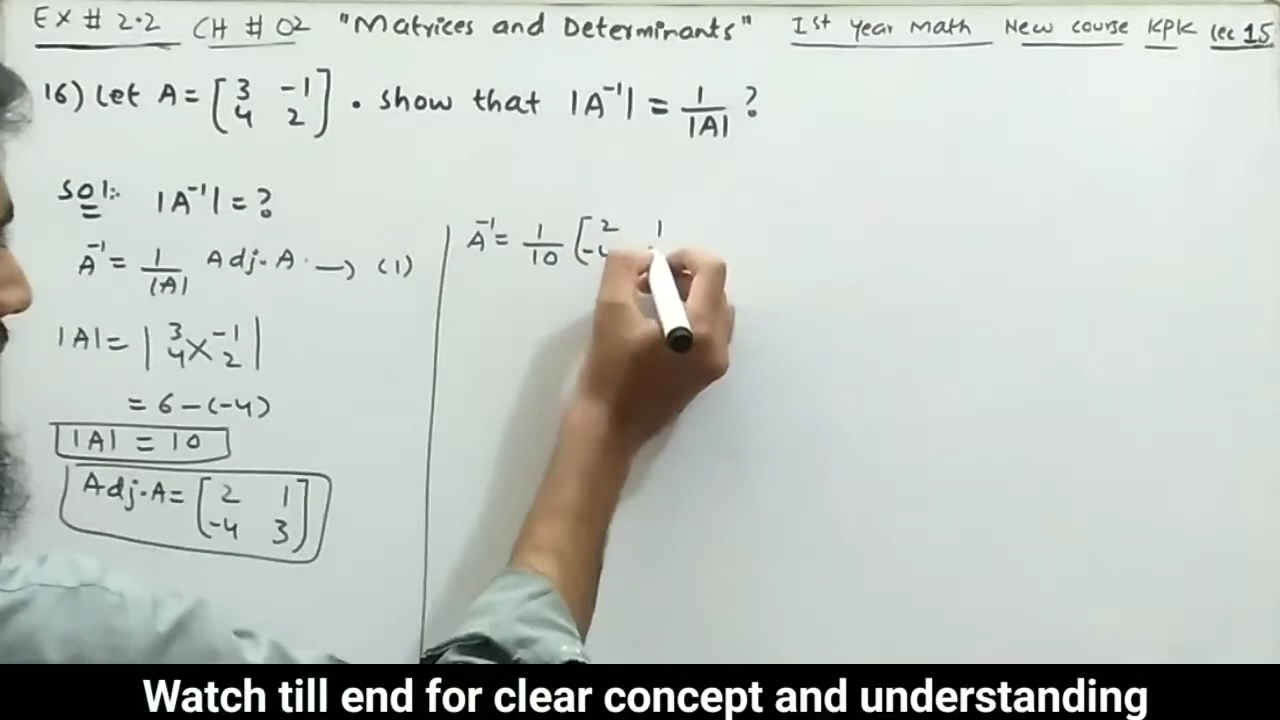 EX # 2.2 CH # 02 "Matrices and Determinants" 1st year Math New course KPK Lec 15
16) Let A = [3 -1
4 2] . show that |A⁻¹| = 1/|A| ?
Sol: |A⁻¹| = ?
A⁻¹ = 1/|A| Adj.A → (1)
|A| = |3 -1
4 2|
= 6 - (-4)
|A| = 10
Adj.A = [2 1
-4 3]
A⁻¹ = 1/10 [2 1
-4
Watch till end for clear concept and understanding